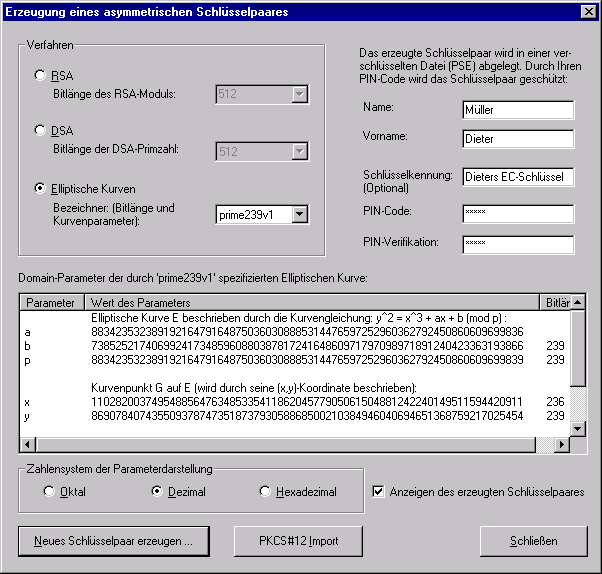 Erzeugung eines asymmetrischen Schlüsselpaares
Verfahren
RSA
Bitlänge des RSA-Moduls: 512
DSA
Bitlänge der DSA-Primzahl: 512
Elliptische Kurven
Bezeichner: (Bitlänge und
Kurvenparameter): prime239v1
Das erzeugte Schlüsselpaar wird in einer ver-
schlüsselten Datei (PSE) abgelegt. Durch Ihren
PIN-Code wird das Schlüsselpaar geschützt:
Name: Müller
Vorname: Dieter
Schlüsselkennung: Dieters EC-Schlüssel
(Optional)
PIN-Code: *****
PIN-Verifikation: *****
Domain-Parameter der durch 'prime239v1' spezifizierten Elliptischen Kurve:
Parameter Wert des Parameters Bitlär
Elliptische Kurve E beschrieben durch die Kurvengleichung: y^2 = x^3 + ax + b (mod p) :
a 883423532389192164791648750360308885314476597252960362792450860609699836
b 738525217406992417348596088038781724164860971797098971891240423363193866 239
p 883423532389192164791648750360308885314476597252960362792450860609699839 239
Kurvenpunkt G auf E (wird durch seine (x,y)-Koordinate beschrieben):
x 110282003749548856476348533541186204577905061504881242240149511594420911 236
y 869078407435509378747351873793058868500210384946040694651368759217025454 239
Zahlensystem der Parameterdarstellung
Oktal Dezimal Hexadezimal
Anzeigen des erzeugten Schlüsselpaares
Neues Schlüsselpaar erzeugen ... PKCS#12 Import Schließen